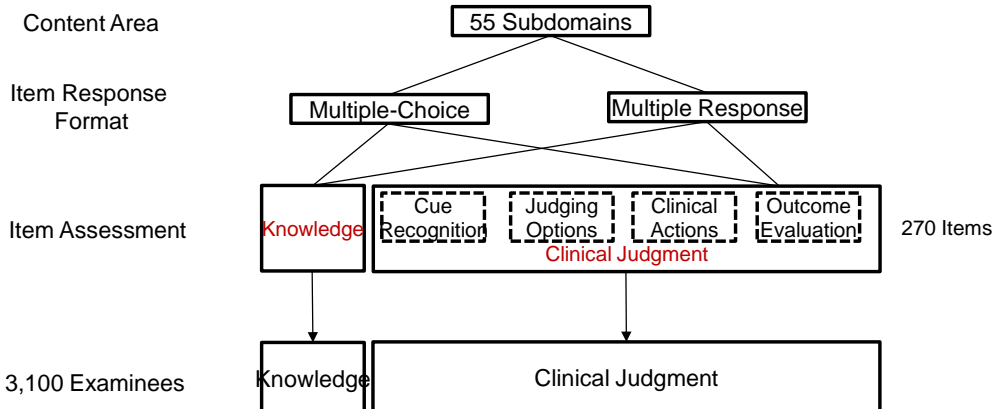 Content Area
55 Subdomains
Item Response
Format
Multiple-Choice
Multiple Response
Item Assessment
Knowledge
Cue
Recognition
Judging
Options
Clinical
Actions
Outcome
Evaluation
Clinical Judgment
270 Items
3,100 Examinees
Knowledge
Clinical Judgment